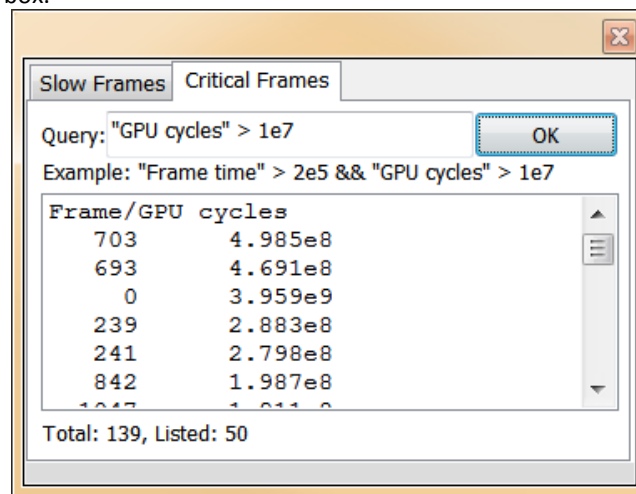 box.
Slow Frames Critical Frames
Query: "GPU cycles" > 1e7 OK
Example: "Frame time" > 2e5 && "GPU cycles" > 1e7
Frame/GPU cycles
703 4.985e8
693 4.691e8
0 3.959e9
239 2.883e8
241 2.798e8
842 1.987e8
Total: 139, Listed: 50